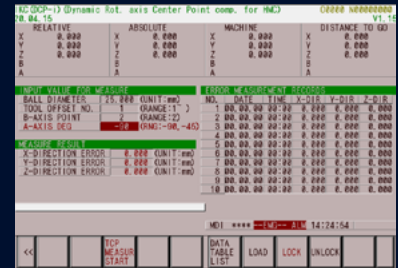 IKC(DCP-i)(Dynamic Rot. axis Center Point comp. for HMC) O0000 N00000000
20.04.15 V1.15
RELATIVE ABSOLUTE MACHINE DISTANCE TO GO
X 0.000 X 0.000 X 0.000 X 0.000
Y 0.000 Y 0.000 Y 0.000 Y 0.000
Z 0.000 Z 0.000 Z 0.000 Z 0.000
B B B B
A A A A
INPUT VALUE FOR MEASURE ERROR MEASUREMENT RECORDS
BALL DIAMETER 25.000 (UNIT:mm) NO. DATE TIME X-DIR Y-DIR Z-DIR
TOOL OFFSET NO. 1 (RANGE:1~) 1 00.00.00 00:00 0.000 0.000 0.000
B-AXIS POINT 2 (RANGE:2) 2 00.00.00 00:00 0.000 0.000 0.000
A-AXIS DEG -90 (RNG:-90,-45) 3 00.00.00 00:00 0.000 0.000 0.000
4 00.00.00 00:00 0.000 0.000 0.000
MEASURE RESULT 5 00.00.00 00:00 0.000 0.000 0.000
X-DIRECTION ERROR 0.000 (UNIT:mm) 6 00.00.00 00:00 0.000 0.000 0.000
Y-DIRECTION ERROR 0.000 (UNIT:mm) 7 00.00.00 00:00 0.000 0.000 0.000
Z-DIRECTION ERROR 0.000 (UNIT:mm) 8 00.00.00 00:00 0.000 0.000 0.000
9 00.00.00 00:00 0.000 0.000 0.000
10 00.00.00 00:00 0.000 0.000 0.000
MDI **** --EMG-- ALM 14:24:54
<< TCP MEASUR START DATA TABLE LIST LOAD LOCK UNLOCK